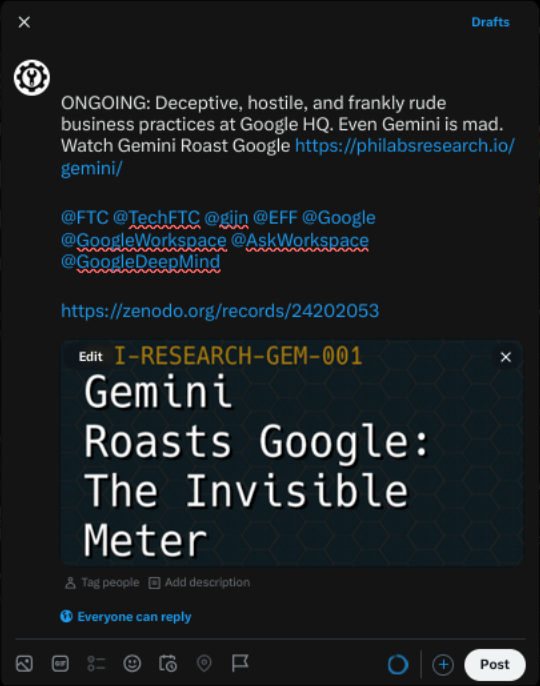 Drafts
ONGOING: Deceptive, hostile, and frankly rude
business practices at Google HQ. Even Gemini is mad.
Watch Gemini Roast Google https://philabsresearch.io/
gemini/
@FTC @TechFTC @gijn @EFF @Google
@GoogleWorkspace @AskWorkspace
@GoogleDeepMind
https://zenodo.org/records/24202053
Edit
I-RESEARCH-GEM-001
Gemini
Roasts Google:
The Invisible
Meter
Tag people
Add description
Everyone can reply
GIF
Post